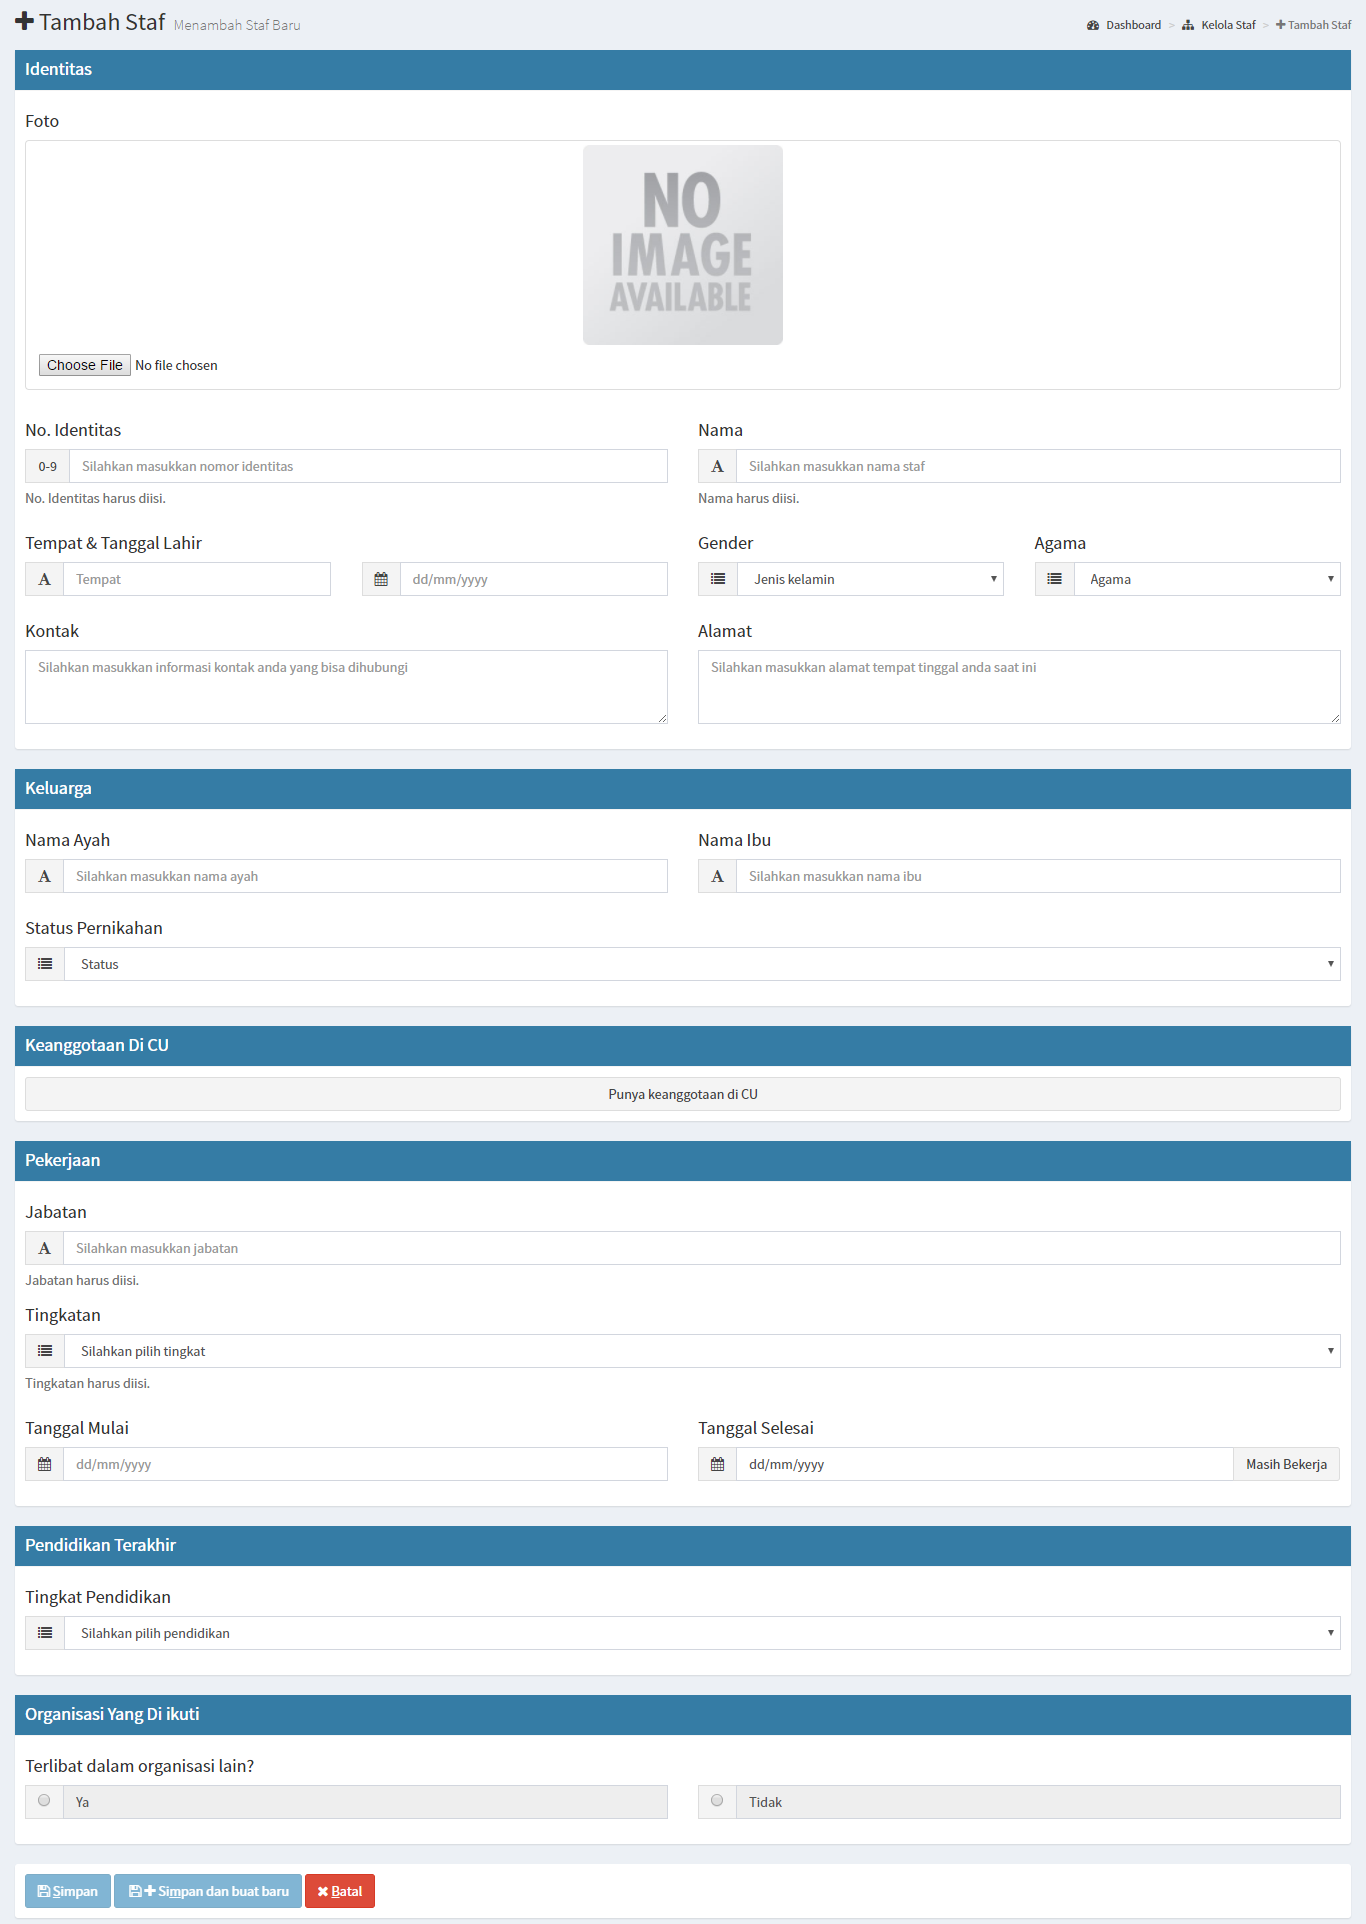 Tambah Staf Menambah Staf Baru
Dashboard > Kelola Staf > Tambah Staf
Identitas
Foto
NO
IMAGE
AVAILABLE
Choose File No file chosen
No. Identitas
0-9 Silahkan masukkan nomor identitas
No. Identitas harus diisi.
Nama
A Silahkan masukkan nama staf
Nama harus diisi.
Tempat & Tanggal Lahir
A Tempat
dd/mm/yyyy
Gender
Jenis kelamin
Agama
Agama
Kontak
Silahkan masukkan informasi kontak anda yang bisa dihubungi
Alamat
Silahkan masukkan alamat tempat tinggal anda saat ini
Keluarga
Nama Ayah
A Silahkan masukkan nama ayah
Nama Ibu
A Silahkan masukkan nama ibu
Status Pernikahan
Status
Keanggotaan Di CU
Punya keanggotaan di CU
Pekerjaan
Jabatan
A Silahkan masukkan jabatan
Jabatan harus diisi.
Tingkatan
Silahkan pilih tingkat
Tingkatan harus diisi.
Tanggal Mulai
dd/mm/yyyy
Tanggal Selesai
dd/mm/yyyy Masih Bekerja
Pendidikan Terakhir
Tingkat Pendidikan
Silahkan pilih pendidikan
Organisasi Yang Di ikuti
Terlibat dalam organisasi lain?
Ya
Tidak
Simpan
Simpan dan buat baru
Batal